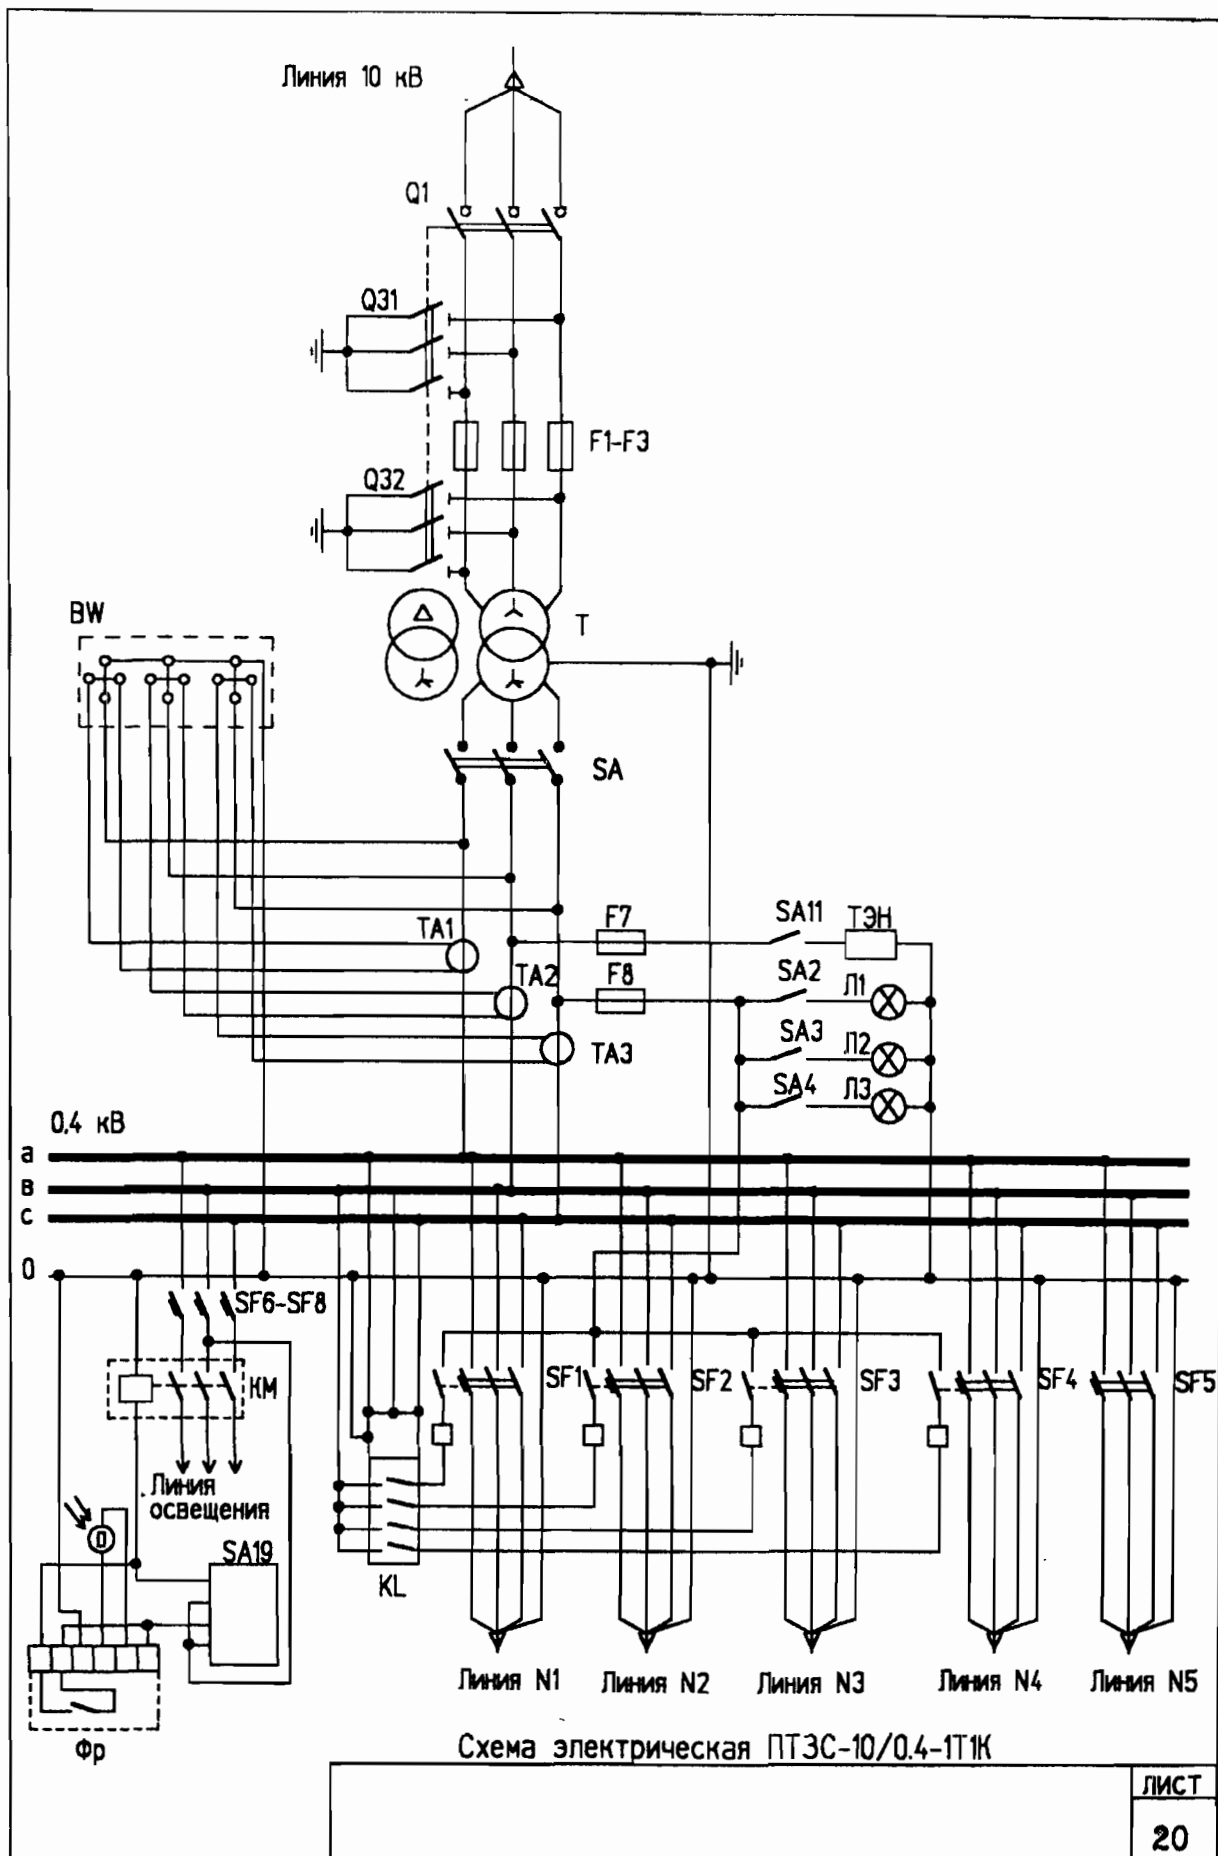 Линия 10 кВ
Q1
QЗ1
F1-F3
QЗ2
BW
T
SA
TA1
F7
SA11
ТЭН
TA2
F8
SA2
Л1
TA3
SA3
Л2
SA4
Л3
0,4 кВ
а
в
с
0
SF6-SF8
КМ
SF1
SF2
SF3
SF4
SF5
Линия
освещения
SA19
KL
Фр
Линия N1
Линия N2
Линия N3
Линия N4
Линия N5
Схема электрическая ПТЗС-10/0.4-1Т1К
ЛИСТ
20